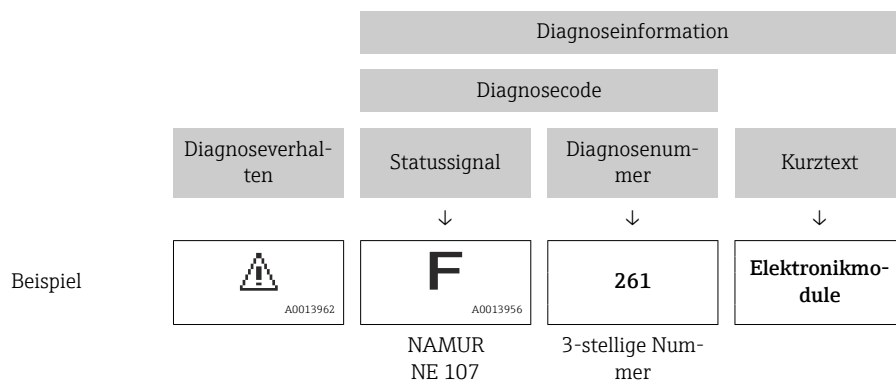 Diagnoseinformation
Diagnosecode
Diagnoseverhal-
ten
Statussignal
Diagnosenum-
mer
Kurztext
↓ ↓ ↓
Beispiel
A0013962
F
A0013956
261
Elektronikmo-
dule
NAMUR
NE 107
3-stellige Num-
mer